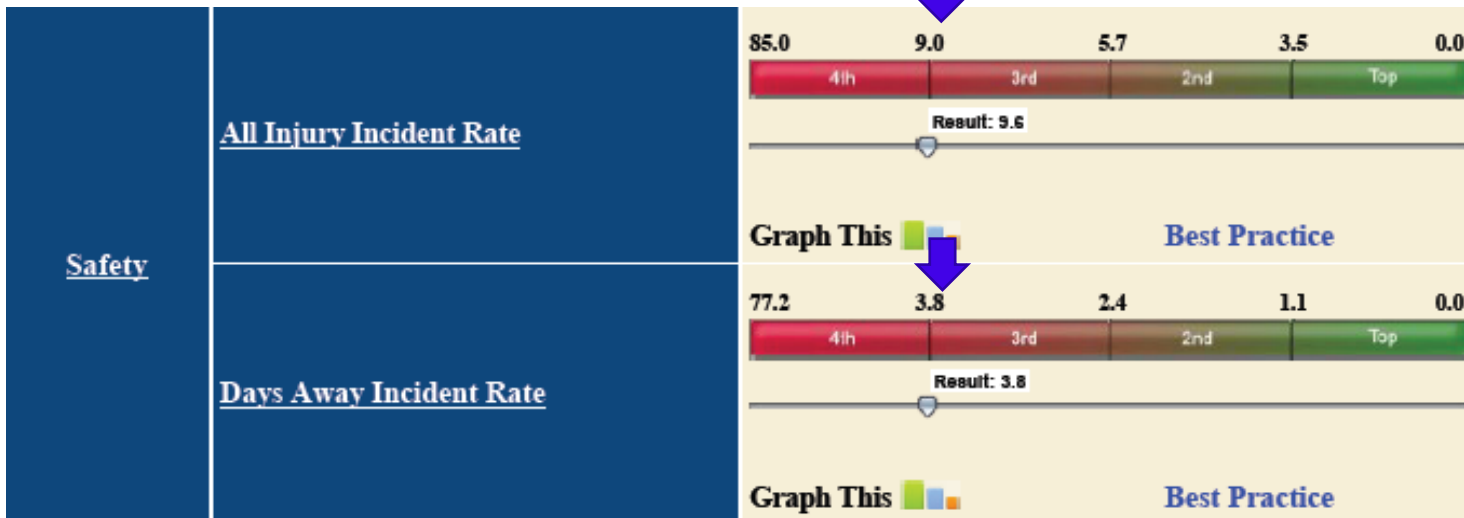 Safety
All Injury Incident Rate
85.0 9.0 5.7 3.5 0.0
4th 3rd 2nd Top
Result: 9.6
Graph This Best Practice
Days Away Incident Rate
77.2 3.8 2.4 1.1 0.0
4th 3rd 2nd Top
Result: 3.8
Graph This Best Practice